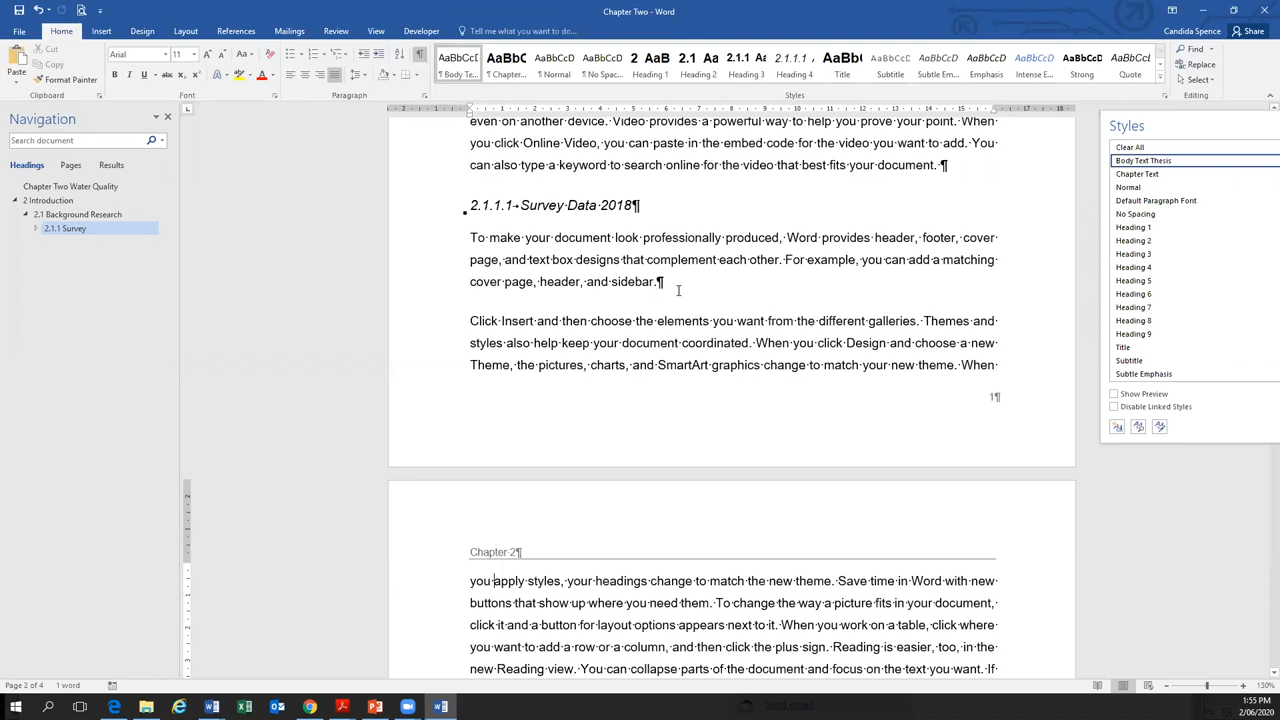 Chapter Two - Word
Candida Spence
Share
File Home Insert Draw Design Layout References Mailings Review View Developer Tell me what you want to do
Paste
Cut
Copy
Format Painter
Clipboard
Arial 11
Font
Paragraph
AaBbCcI AaBbC AaBbCcI AaBbCcI 2 AaB 2.1 Aa 2.1.1 Aa 2.1.1.1 AaB AaBbCcD AaBbCcD AaBbCcD AaBbCcD AaBbCcD
¶ Body Te... ¶ Chapter... ¶ Normal ¶ No Spac... Heading 1 Heading 2 Heading 3 Heading 4 Title Subtitle Subtle Em... Emphasis Intense E... Strong Quote
Styles
Find
Replace
Select
Editing
Navigation
Search document
Headings Pages Results
Chapter Two Water Quality
2 Introduction
2.1 Background Research
2.1.1 Survey
even on another device. Video provides a powerful way to help you prove your point. When
you click Online Video, you can paste in the embed code for the video you want to add. You
can also type a keyword to search online for the video that best fits your document. ¶
2.1.1.1→Survey Data 2018¶
To make your document look professionally produced, Word provides header, footer, cover
page, and text box designs that complement each other. For example, you can add a matching
cover page, header, and sidebar.¶
Click Insert and then choose the elements you want from the different galleries. Themes and
styles also help keep your document coordinated. When you click Design and choose a new
Theme, the pictures, charts, and SmartArt graphics change to match your new theme. When
1¶
Chapter 2¶
you apply styles, your headings change to match the new theme. Save time in Word with new
buttons that show up where you need them. To change the way a picture fits in your document,
click it and a button for layout options appears next to it. When you work on a table, click where
you want to add a row or a column, and then click the plus sign. Reading is easier, too, in the
new Reading view. You can collapse parts of the document and focus on the text you want. If
Styles
Clear All
Body Text Thesis
Chapter Text
Normal
Default Paragraph Font
No Spacing
Heading 1
Heading 2
Heading 3
Heading 4
Heading 5
Heading 6
Heading 7
Heading 8
Heading 9
Title
Subtitle
Subtle Emphasis
Show Preview
Disable Linked Styles
Page 2 of 4 1 word
130%
Send email
1:55 PM
2/06/2020